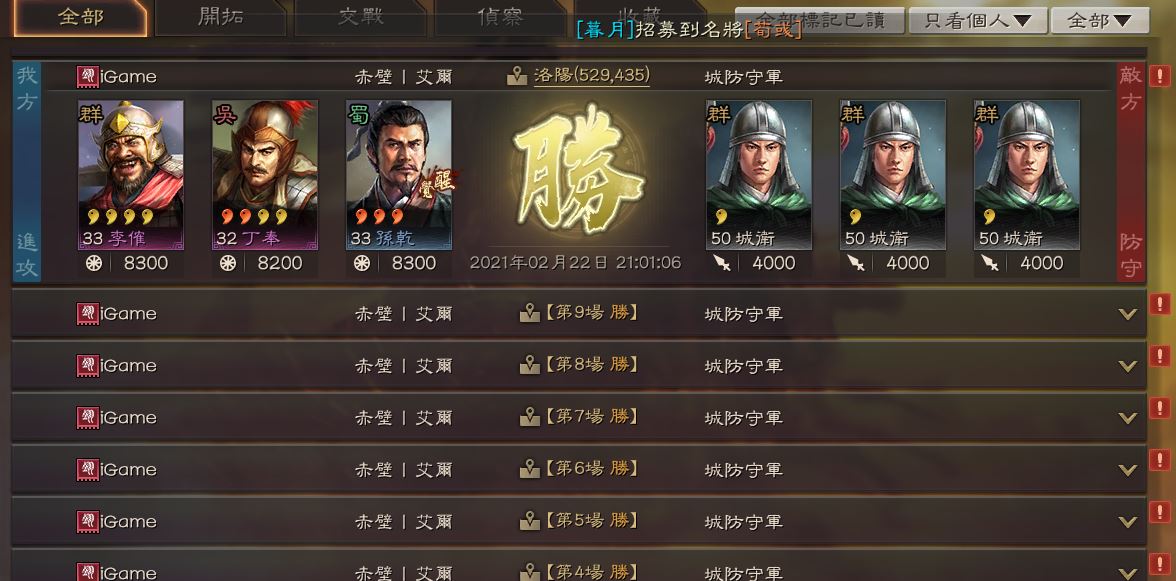 全部 開拓 交戰 偵察 收藏 全部標記已讀 只看個人▼ 全部▼
[暮月]招募到名將[荀彧]
我方 iGame 赤壁 | 艾爾 洛陽(529,435) 城防守軍 敵方
群 吳 蜀 勝 群 群 群
覺醒
進攻 33 李傕 32 丁奉 33 孫乾 50 城衛 50 城衛 50 城衛 防守
8300 8200 8300 2021年02月22日 21:01:06 4000 4000 4000
iGame 赤壁 | 艾爾 【第9場 勝】 城防守軍
iGame 赤壁 | 艾爾 【第8場 勝】 城防守軍
iGame 赤壁 | 艾爾 【第7場 勝】 城防守軍
iGame 赤壁 | 艾爾 【第6場 勝】 城防守軍
iGame 赤壁 | 艾爾 【第5場 勝】 城防守軍
iGame 赤壁 | 艾爾 【第4場 勝】 城防守軍